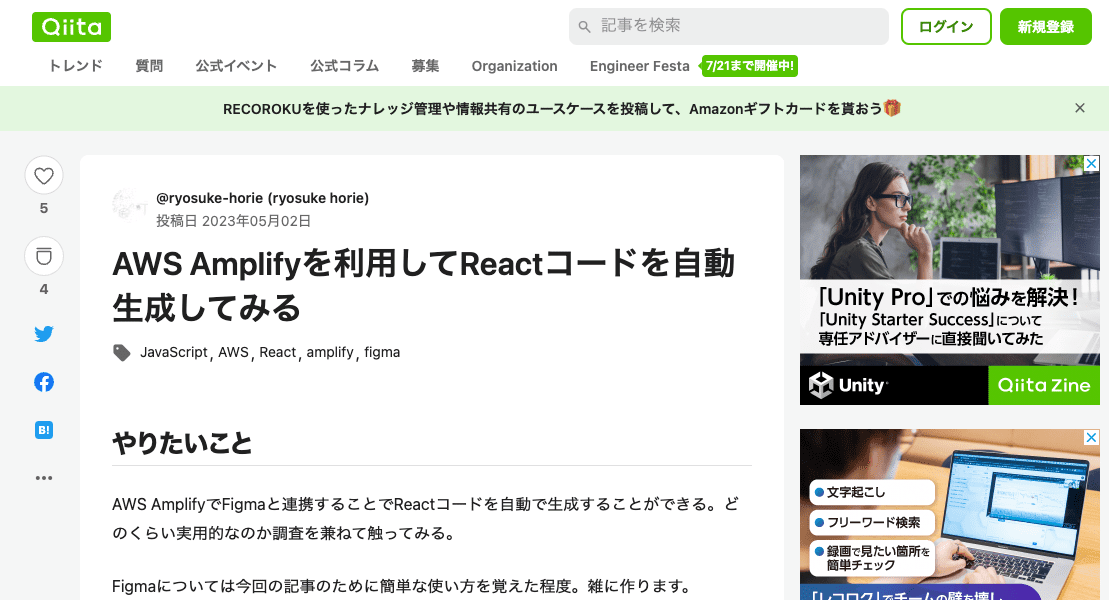 Qiita
記事を検索
ログイン
新規登録
トレンド
質問
公式イベント
公式コラム
募集
Organization
Engineer Festa
7/21まで開催中!
RECOROKUを使ったナレッジ管理や情報共有のユースケースを投稿して、Amazonギフトカードを貰おう🎁
5
4
B!
@ryosuke-horie (ryosuke horie)
投稿日 2023年05月02日
AWS Amplifyを利用してReactコードを自動
生成してみる
JavaScript, AWS, React, amplify, figma
やりたいこと
AWS AmplifyでFigmaと連携することでReactコードを自動で生成することができる。ど
のくらい実用的なのか調査を兼ねて触ってみる。
Figmaについては今回の記事のために簡単な使い方を覚えた程度。雑に作ります。
「Unity Pro」での悩みを解決!
「Unity Starter Success」について
専任アドバイザーに直接聞いてみた
Unity
Qiita Zine
文字起こし
フリーワード検索
録画で見たい箇所を
簡単チェック
「レコロク」でチームの壁を壊し